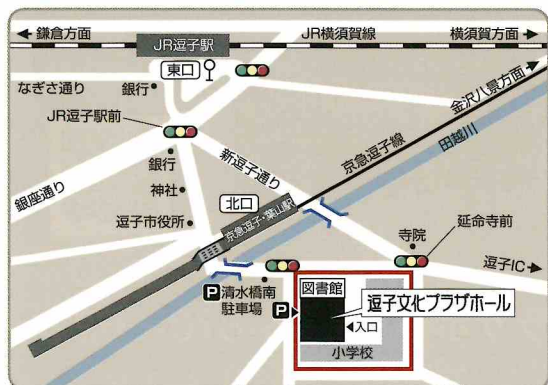 ←鎌倉方面
JR逗子駅
JR横須賀線
横須賀方面→
東口
なぎさ通り
銀行
金沢八景方面→
JR逗子駅前
京急逗子線
田越川
新逗子通り
銀行
銀座通り
神社
北口
京急逗子・葉山駅
逗子市役所
寺院
延命寺前
逗子IC→
P 清水橋南
駐車場
P
図書館
逗子文化プラザホール
◀入口
小学校